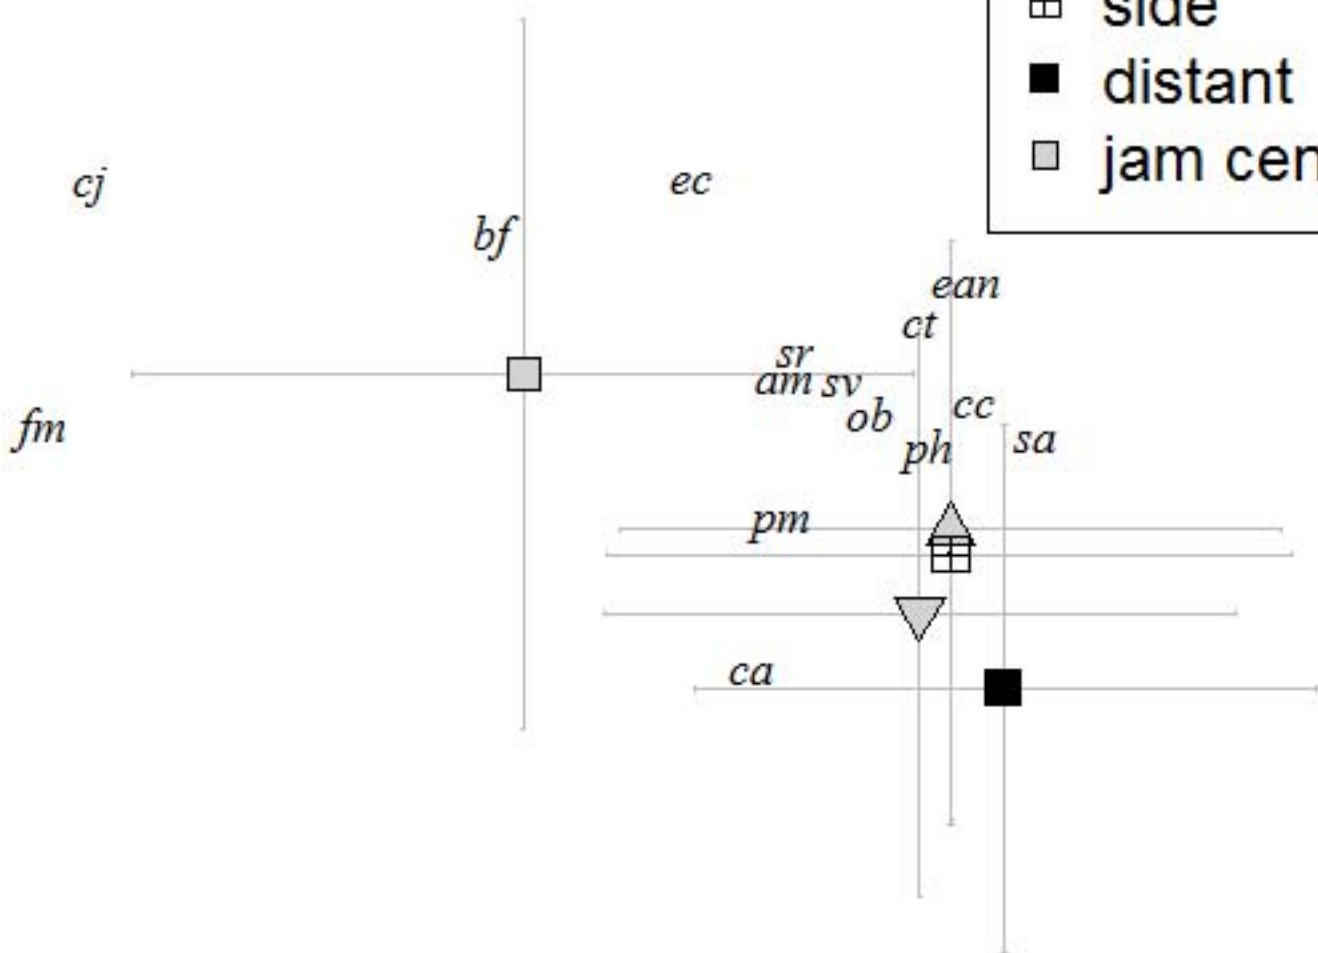 side
distant
jam cen
cj
ec
bf
ean
ct
sr
am sv
ob
cc
fm
ph
sa
pm
ca